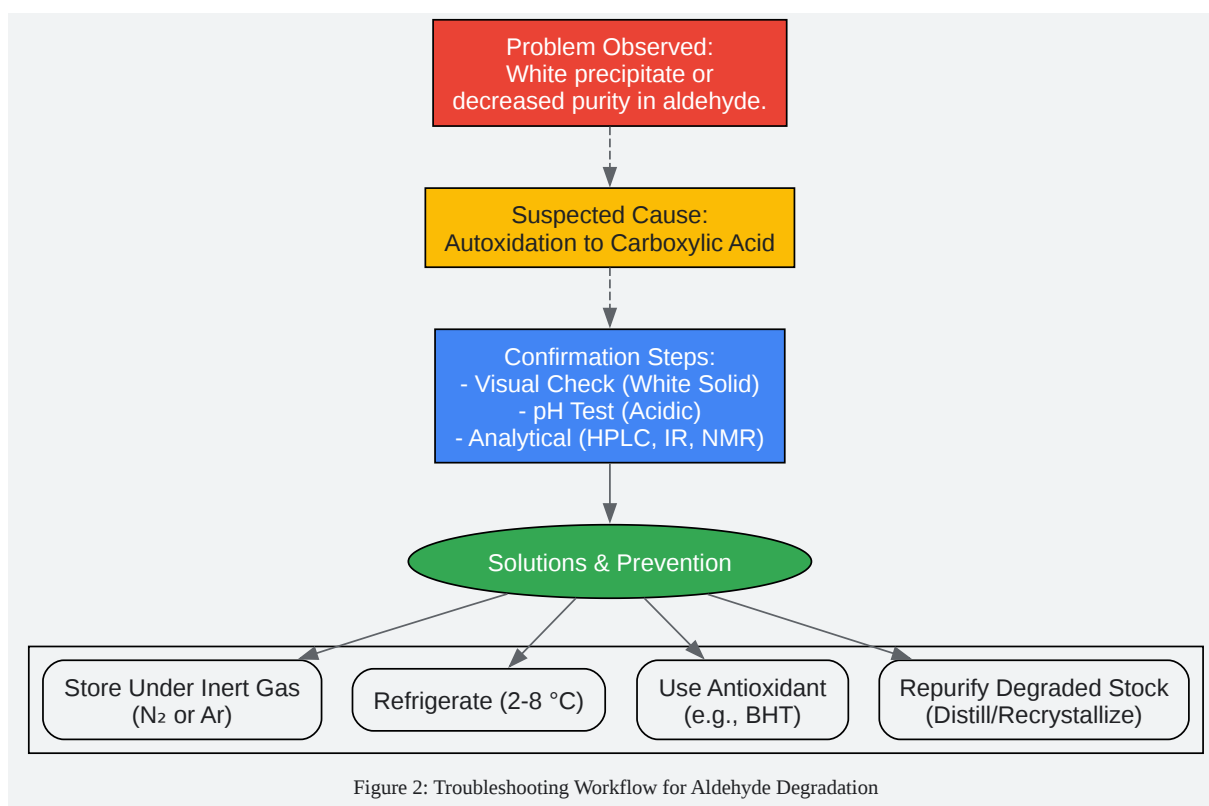 Problem Observed:
White precipitate or
decreased purity in aldehyde.
Suspected Cause:
Autoxidation to Carboxylic Acid
Confirmation Steps:
- Visual Check (White Solid)
- pH Test (Acidic)
- Analytical (HPLC, IR, NMR)
Solutions & Prevention
Store Under Inert Gas
(N₂ or Ar)
Refrigerate (2-8 °C)
Use Antioxidant
(e.g., BHT)
Repurify Degraded Stock
(Distill/Recrystallize)
Figure 2: Troubleshooting Workflow for Aldehyde Degradation